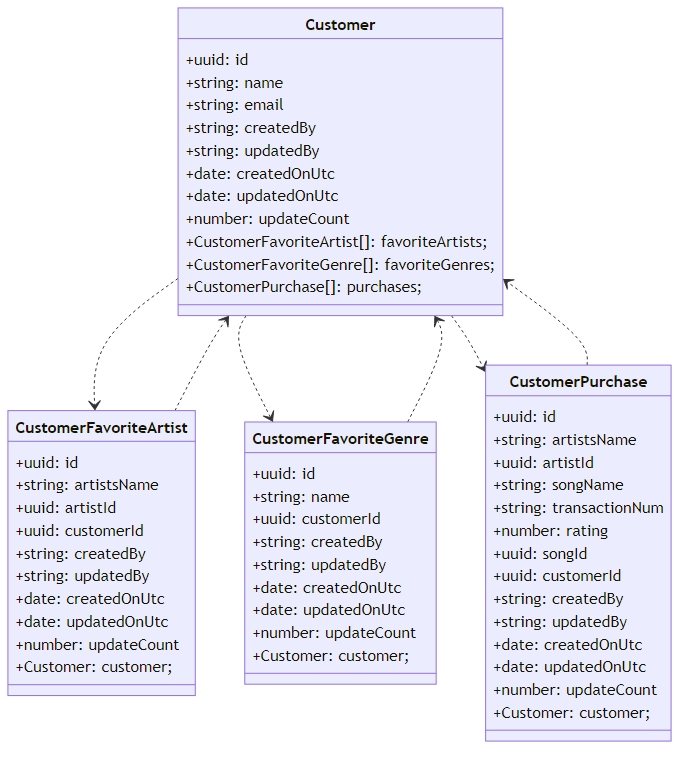 Customer
+uuid: id
+string: name
+string: email
+string: createdBy
+string: updatedBy
+date: createdOnUtc
+date: updatedOnUtc
+number: updateCount
+CustomerFavoriteArtist[]: favoriteArtists;
+CustomerFavoriteGenre[]: favoriteGenres;
+CustomerPurchase[]: purchases;
CustomerFavoriteArtist
+uuid: id
+string: artistsName
+uuid: artistId
+uuid: customerId
+string: createdBy
+string: updatedBy
+date: createdOnUtc
+date: updatedOnUtc
+number: updateCount
+Customer: customer;
CustomerFavoriteGenre
+uuid: id
+string: name
+uuid: customerId
+string: createdBy
+string: updatedBy
+date: createdOnUtc
+date: updatedOnUtc
+number: updateCount
+Customer: customer;
CustomerPurchase
+uuid: id
+string: artistsName
+uuid: artistId
+string: songName
+string: transactionNum
+number: rating
+uuid: songId
+uuid: customerId
+string: createdBy
+string: updatedBy
+date: createdOnUtc
+date: updatedOnUtc
+number: updateCount
+Customer: customer;